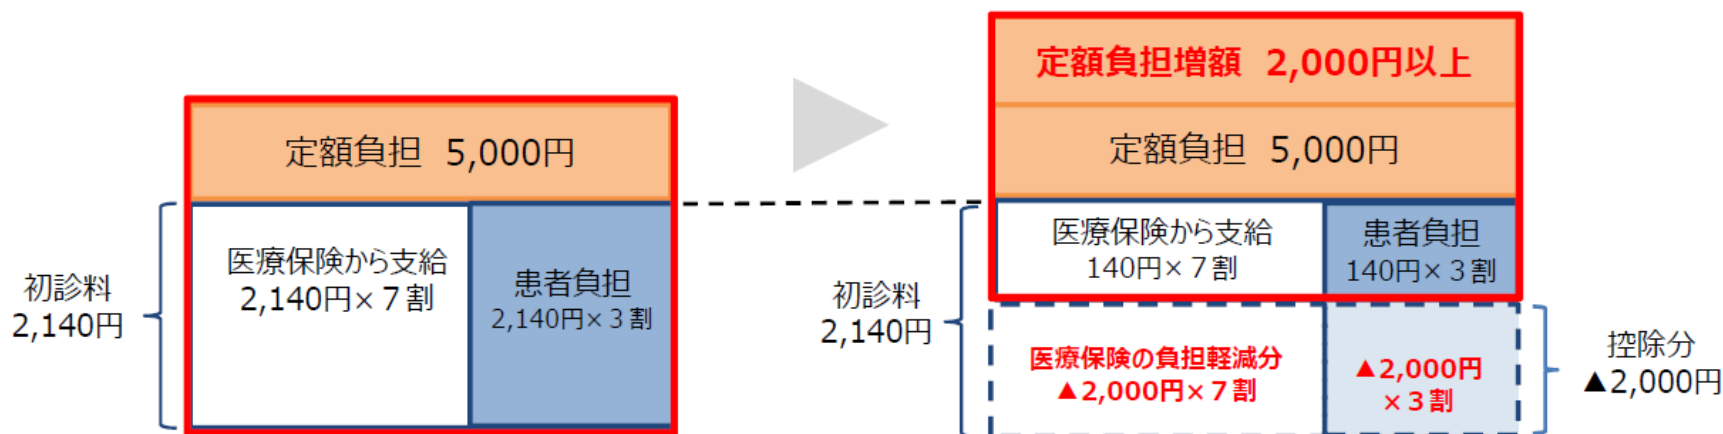 定額負担 5,000円
初診料
2,140円
医療保険から支給
2,140円×７割
患者負担
2,140円×３割
定額負担増額 2,000円以上
定額負担 5,000円
初診料
2,140円
医療保険から支給
140円×７割
患者負担
140円×３割
医療保険の負担軽減分
▲2,000円×７割
▲2,000円
×３割
控除分
▲2,000円